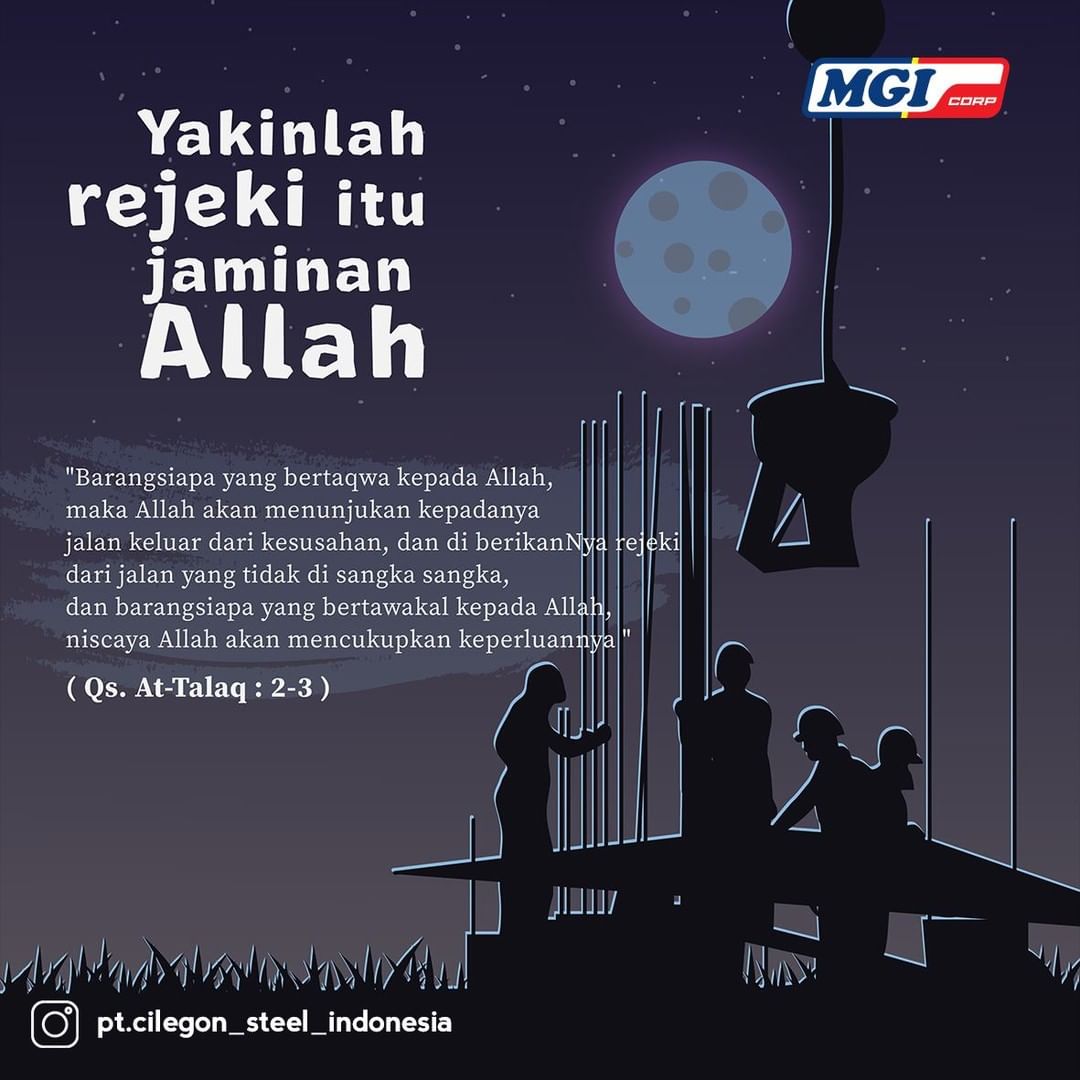 MGI CORP
Yakinlah
rejeki itu
jaminan
Allah
"Barangsiapa yang bertaqwa kepada Allah,
maka Allah akan menunjukan kepadanya
jalan keluar dari kesusahan, dan di berikanNya rejeki
dari jalan yang tidak di sangka sangka,
dan barangsiapa yang bertawakal kepada Allah,
niscaya Allah akan mencukupkan keperluannya "
( Qs. At-Talaq : 2-3 )
pt.cilegon_steel_indonesia